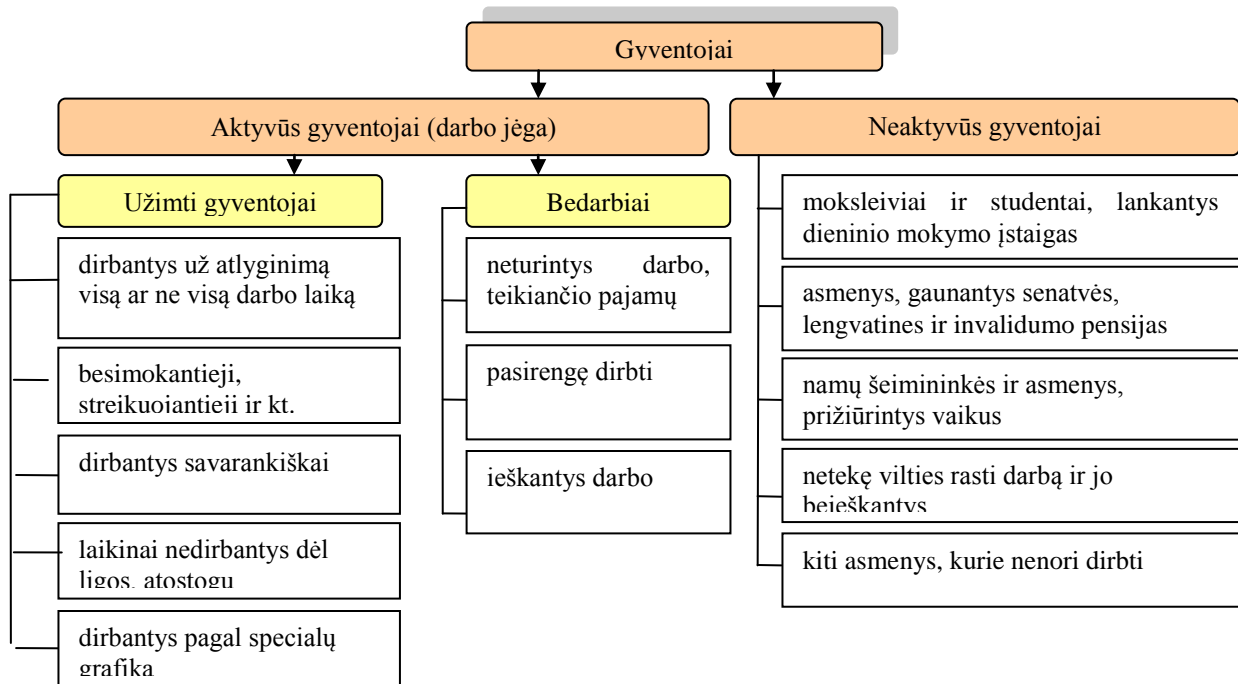 Gyventojai
Aktyvūs gyventojai (darbo jėga)
Neaktyvūs gyventojai
Užimti gyventojai
dirbantys už atlyginimą
visą ar ne visą darbo laiką
besimokantieji,
streikuojantieji ir kt.
dirbantys savarankiškai
laikinai nedirbantys dėl
ligos, atostogų
dirbantys pagal specialų
grafiką
Bedarbiai
neturintys darbo,
teikiančio pajamų
pasirengę dirbti
ieškantys darbo
moksleiviai ir studentai, lankantys
dieninio mokymo įstaigas
asmenys, gaunantys senatvės,
lengvatines ir invalidumo pensijas
namų šeimininkės ir asmenys,
prižiūrintys vaikus
netekę vilties rasti darbą ir jo
beieškantys
kiti asmenys, kurie nenori dirbti